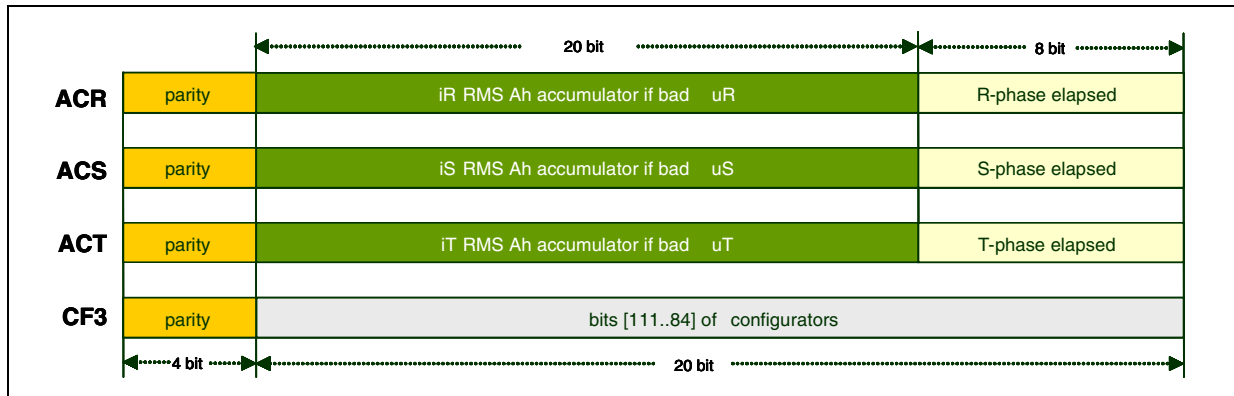 20 bit 8 bit
ACR parity iR RMS Ah accumulator if bad uR R-phase elapsed
ACS parity iS RMS Ah accumulator if bad uS S-phase elapsed
ACT parity iT RMS Ah accumulator if bad uT T-phase elapsed
CF3 parity bits [111..84] of configurators
4 bit 20 bit